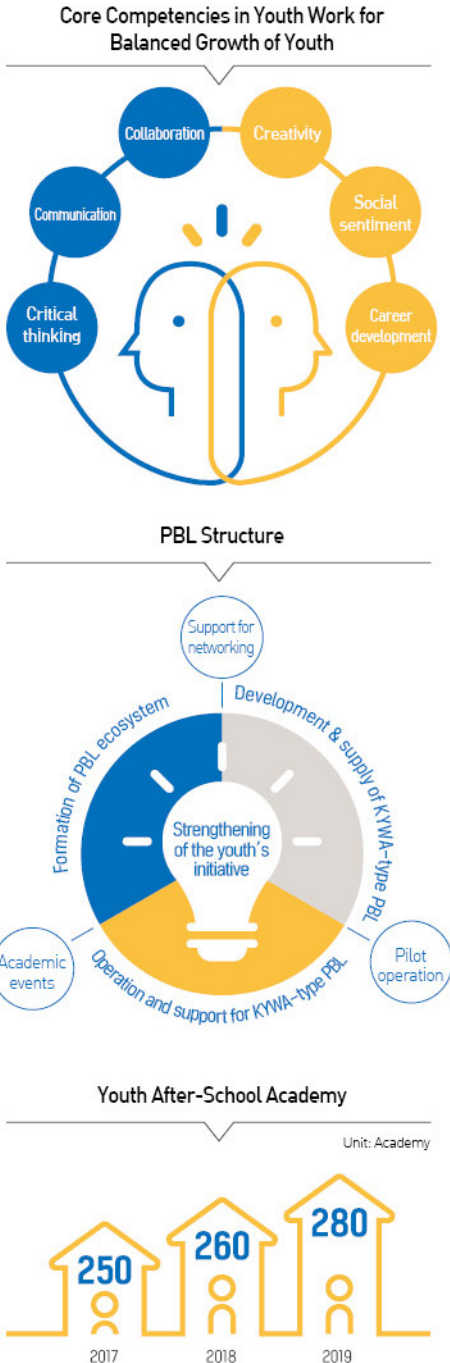 Core Competencies in Youth Work for
Balanced Growth of Youth
Collaboration
Creativity
Communication
Social
sentiment
Critical
thinking
Career
development
PBL Structure
Support for
networking
Formation of PBL ecosystem
Development & supply of KYWA-type PBL
Strengthening
of the youth's
initiative
Academic
events
Operation and support for KYWA-type PBL
Pilot
operation
Youth After-School Academy
Unit: Academy
250
260
280
2017
2018
2019